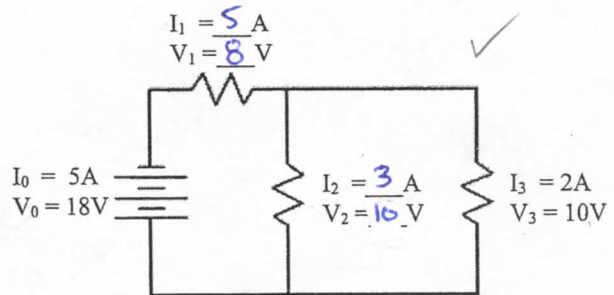 I₁ = 5 A
V₁ = 8 V
I₀ = 5A
V₀ = 18V
I₂ = 3 A
V₂ = 10 V
I₃ = 2A
V₃ = 10V